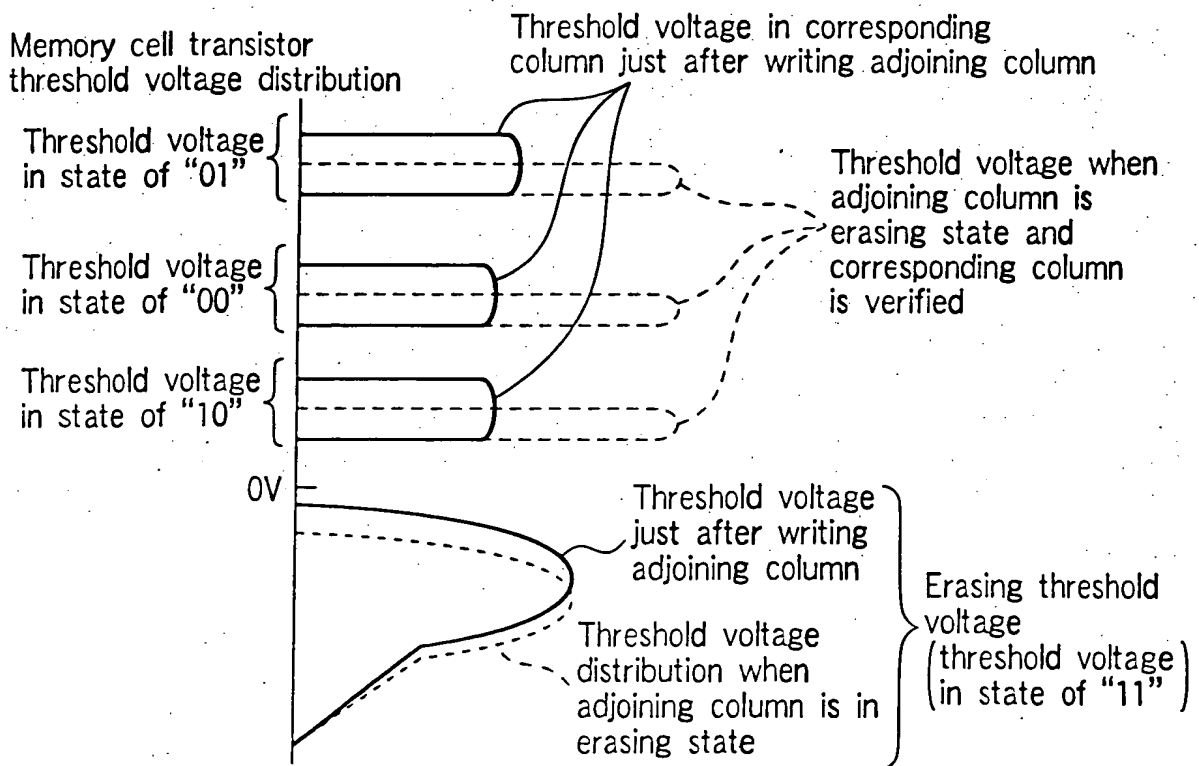 Memory cell transistor
threshold voltage distribution
Threshold voltage in corresponding
column just after writing adjoining column
Threshold voltage
in state of "01"
Threshold voltage when
adjoining column is
erasing state and
corresponding column
is verified
Threshold voltage
in state of "00"
Threshold voltage
in state of "10"
0V
Threshold voltage
just after writing
adjoining column
Threshold voltage
distribution when
adjoining column is in
erasing state
Erasing threshold
voltage
(threshold voltage
in state of "11")